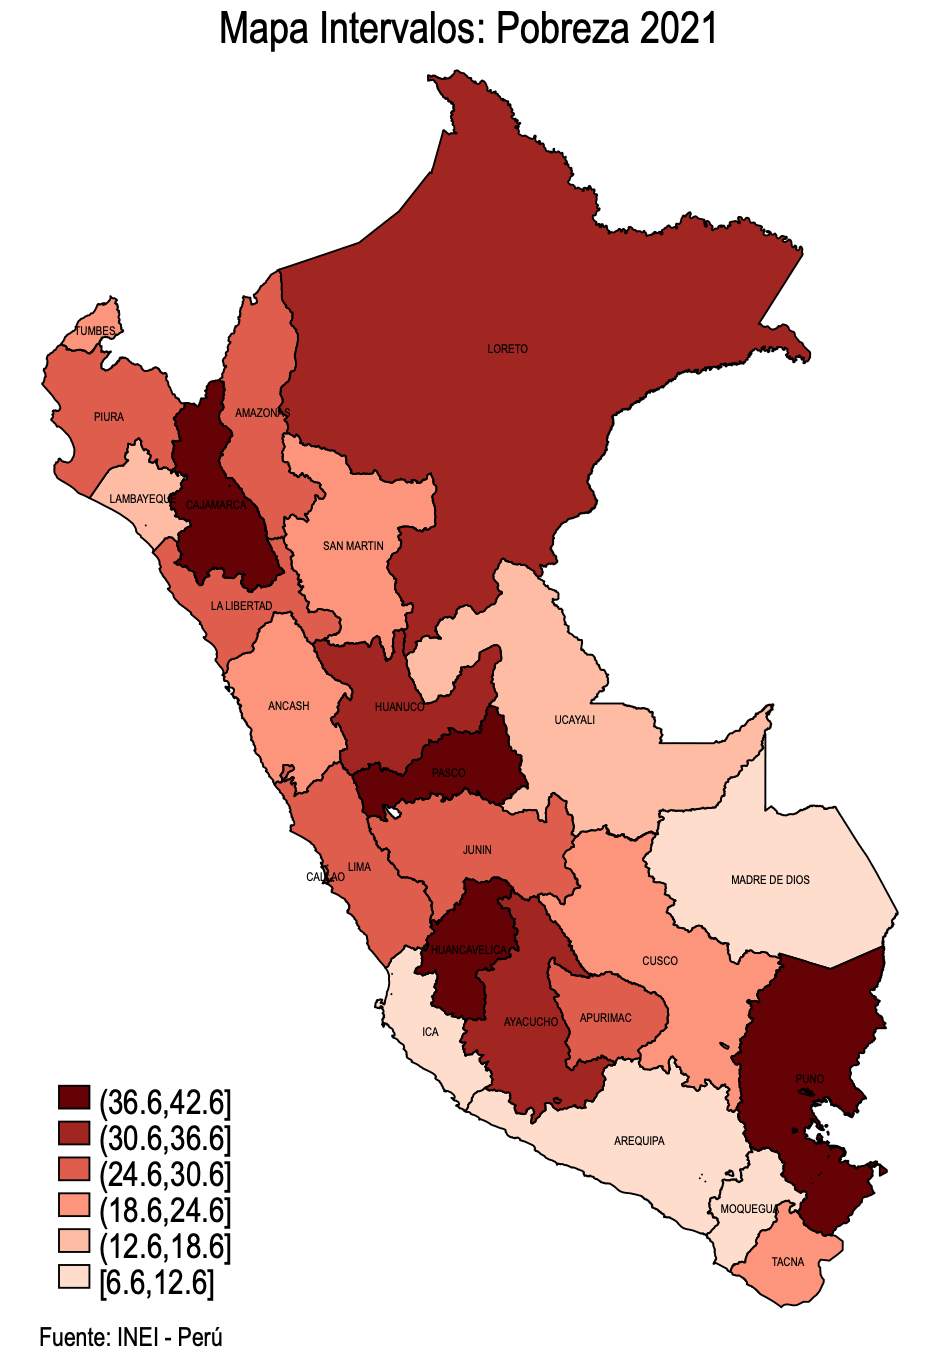 Mapa Intervalos: Pobreza 2021
TUMBES
LORETO
PIURA
AMAZONAS
LAMBAYEQUE
CAJAMARCA
SAN MARTIN
LA LIBERTAD
ANCASH
HUANUCO
UCAYALI
PASCO
JUNIN
LIMA
CALLAO
MADRE DE DIOS
HUANCAVELICA
CUSCO
ICA
AYACUCHO
APURIMAC
PUNO
AREQUIPA
MOQUEGUA
TACNA
(36.6,42.6]
(30.6,36.6]
(24.6,30.6]
(18.6,24.6]
(12.6,18.6]
[6.6,12.6]
Fuente: INEI - Perú